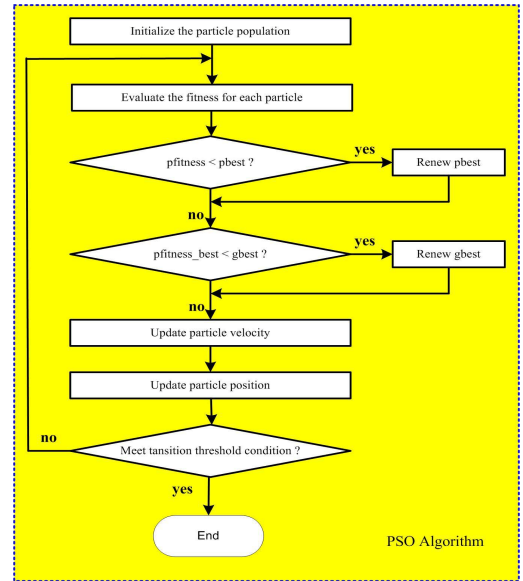 Initialize the particle population
Evaluate the fitness for each particle
pfitness < pbest ?
yes
Renew pbest
no
pfitness_best < gbest ?
yes
Renew gbest
no
Update particle velocity
Update particle position
no
Meet tansition threshold condition ?
yes
End
PSO Algorithm